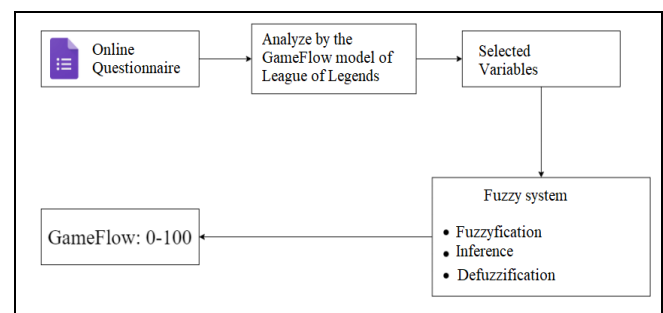 Online
Questionnaire
Analyze by the
GameFlow model of
League of Legends
Selected
Variables
Fuzzy system
• Fuzzyfication
• Inference
• Defuzzification
GameFlow: 0-100